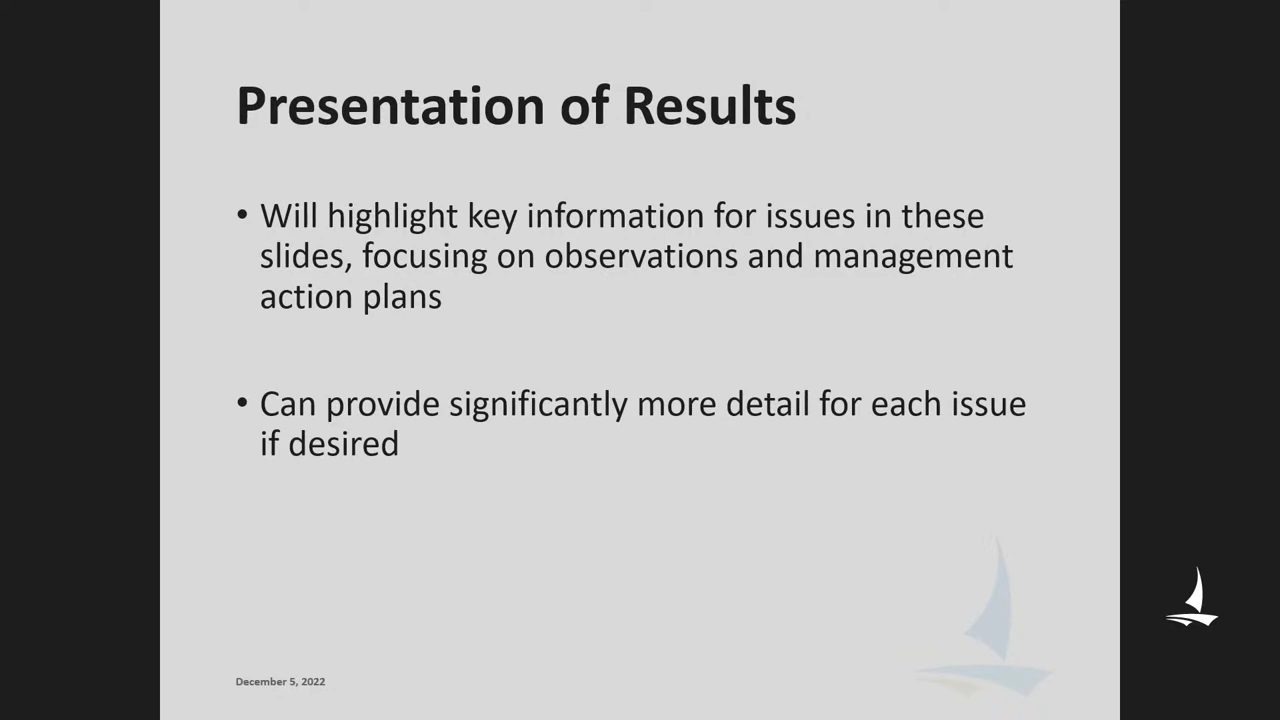 Presentation of Results
• Will highlight key information for issues in these
slides, focusing on observations and management
action plans
• Can provide significantly more detail for each issue
if desired
December 5, 2022